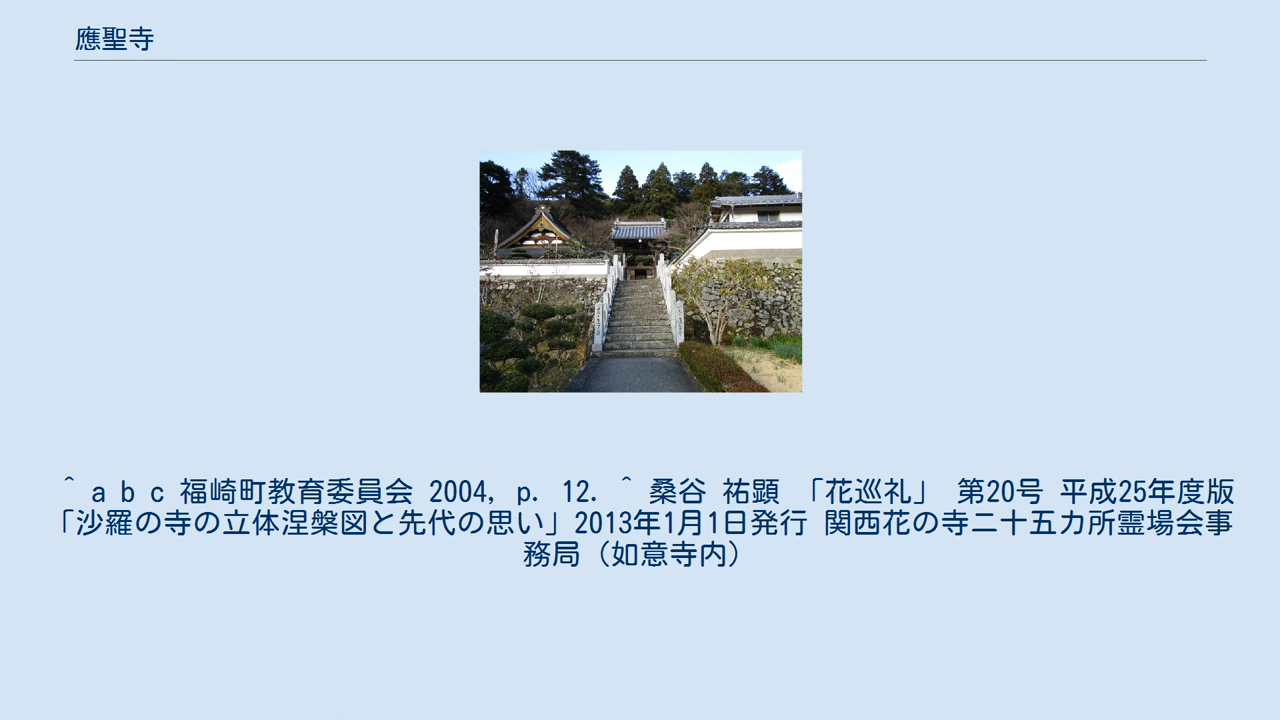 應聖寺
^ a b c 福崎町教育委員会 2004, p. 12. ^ 桑谷 祐顕 「花巡礼」 第20号 平成25年度版
「沙羅の寺の立体涅槃図と先代の思い」2013年1月1日発行 関西花の寺二十五カ所霊場会事
務局（如意寺内）